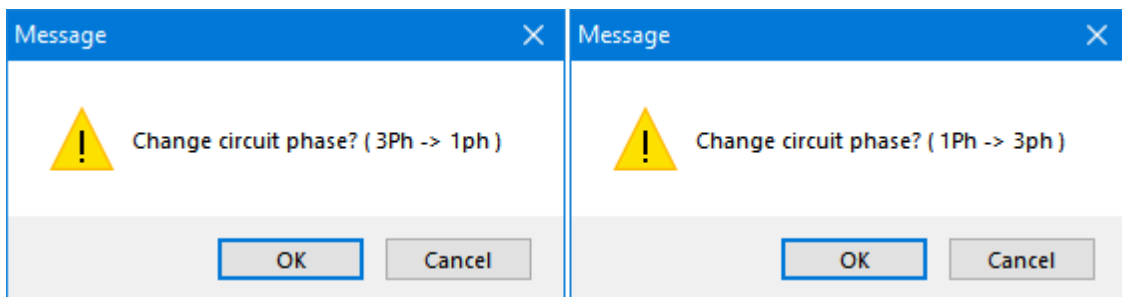 Message
Change circuit phase? ( 3Ph -> 1ph )
OK
Cancel
Message
Change circuit phase? ( 1Ph -> 3ph )
OK
Cancel